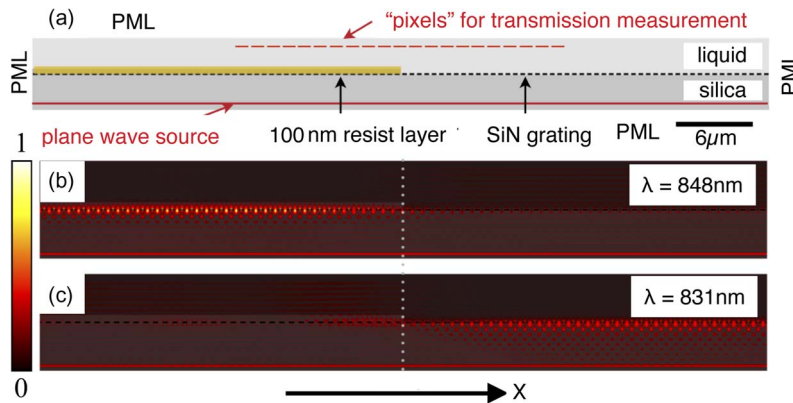 (a) PML
"pixels" for transmission measurement
PML
liquid
silica
PML
plane wave source
100 nm resist layer
SiN grating
PML
6μm
1
(b)
λ = 848nm
(c)
λ = 831nm
0
X